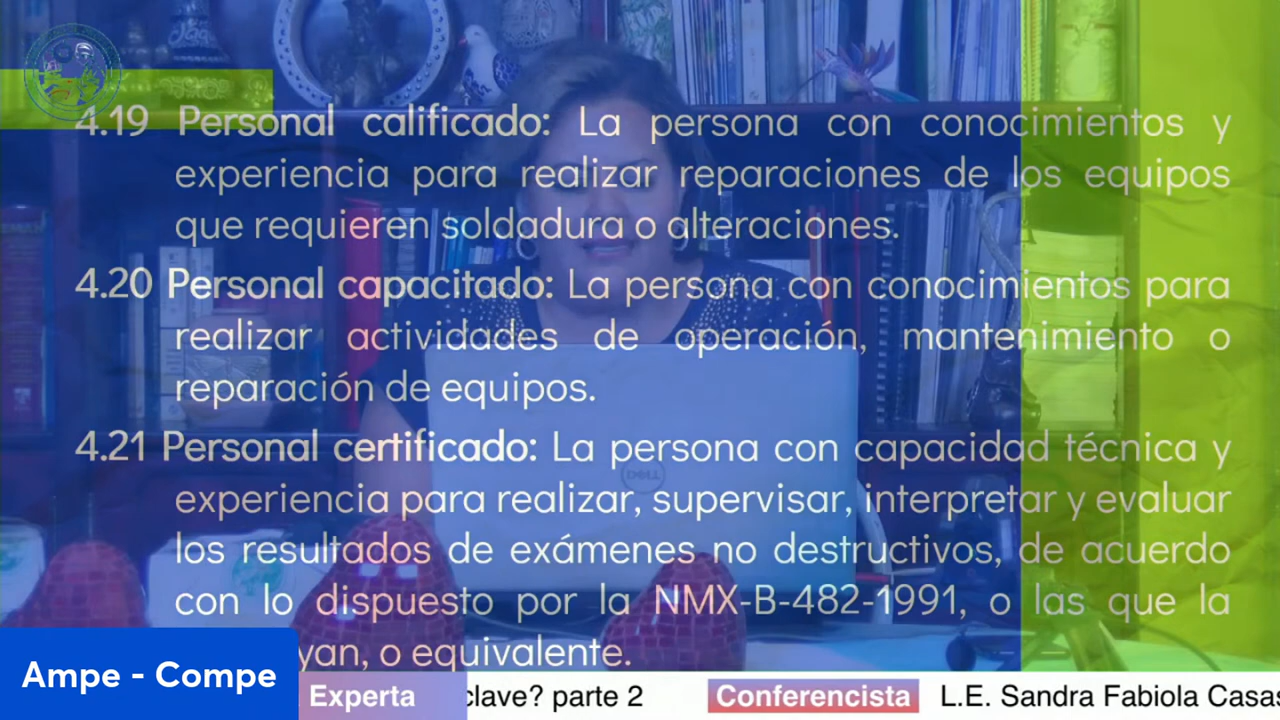 4.19 Personal calificado: La persona con conocimientos y
experiencia para realizar reparaciones de los equipos
que requieren soldadura o alteraciones.
4.20 Personal capacitado: La persona con conocimientos para
realizar actividades de operación, mantenimiento o
reparación de equipos.
4.21 Personal certificado: La persona con capacidad técnica y
experiencia para realizar, supervisar, interpretar y evaluar
los resultados de exámenes no destructivos, de acuerdo
con lo dispuesto por la NMX-B-482-1991, o las que la
yan, o equivalente.
DELL
Ampe - Compe
Experta clave? parte 2 Conferencista L.E. Sandra Fabiola Casas